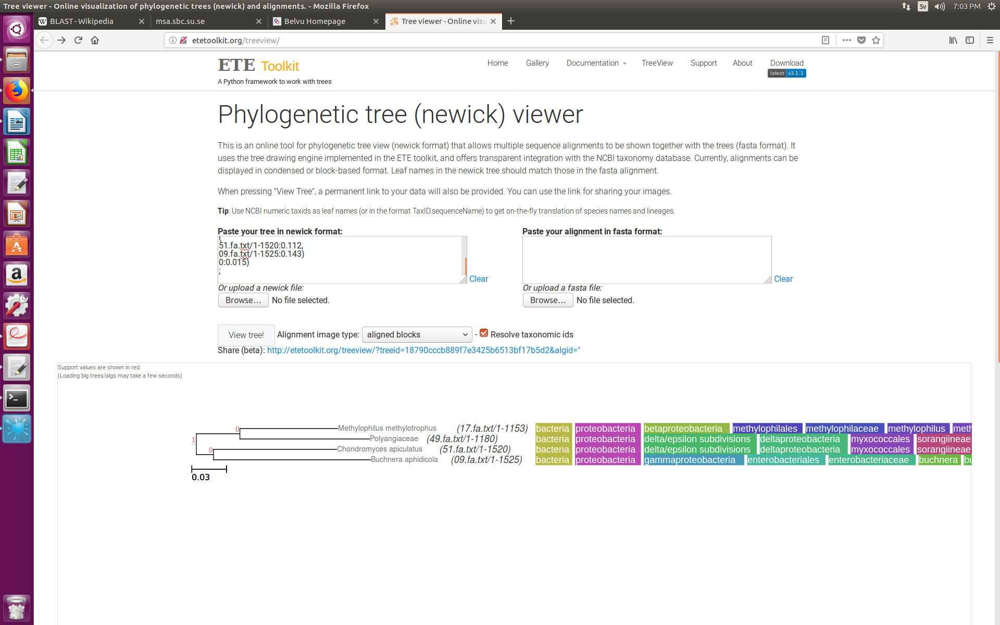 Tree viewer - Online visualization of phylogenetic trees (newick) and alignments. - Mozilla Firefox
Sv 7:03 PM
BLAST - Wikipedia
msa.sbc.su.se
Belvu Homepage
Tree viewer - Online visu
etetoolkit.org/treeview/
ETE Toolkit
A Python framework to work with trees
Home Gallery Documentation TreeView Support About Download
latest v3.1.1
Phylogenetic tree (newick) viewer
This is an online tool for phylogenetic tree view (newick format) that allows multiple sequence alignments to be shown together with the trees (fasta format). It
uses the tree drawing engine implemented in the ETE toolkit, and offers transparent integration with the NCBI taxonomy database. Currently, alignments can be
displayed in condensed or block-based format. Leaf names in the newick tree should match those in the fasta alignment.
When pressing "View Tree", a permanent link to your data will also be provided. You can use the link for sharing your images.
Tip: Use NCBI numeric taxids as leaf names (or in the format TaxID.sequenceName) to get on-the-fly translation of species names and lineages.
Paste your tree in newick format:
(
51.fa.txt/1-1520:0.112,
09.fa.txt/1-1525:0.143)
0:0.015)
;
Clear
Or upload a newick file:
Browse... No file selected.
Paste your alignment in fasta format:
Clear
Or upload a fasta file:
Browse... No file selected.
View tree! Alignment image type: aligned blocks - Resolve taxonomic ids
Share (beta): http://etetoolkit.org/treeview/?treeid=18790cccb889f7e3425b6513bf17b5d2&algid="
Support values are shown in red.
(Loading big trees/algs may take a few seconds)
0 Methylophilus methylotrophus (17.fa.txt/1-1153) bacteria proteobacteria betaproteobacteria methylophilales methylophilaceae methylophilus meth
1 Polyangiaceae (49.fa.txt/1-1180) bacteria proteobacteria delta/epsilon subdivisions deltaproteobacteria myxococcales sorangiineae
0 Chondromyces apiculatus (51.fa.txt/1-1520) bacteria proteobacteria delta/epsilon subdivisions deltaproteobacteria myxococcales sorangiineae
Buchnera aphidicola (09.fa.txt/1-1525) bacteria proteobacteria gammaproteobacteria enterobacteriales enterobacteriaceae buchnera bu
0.03